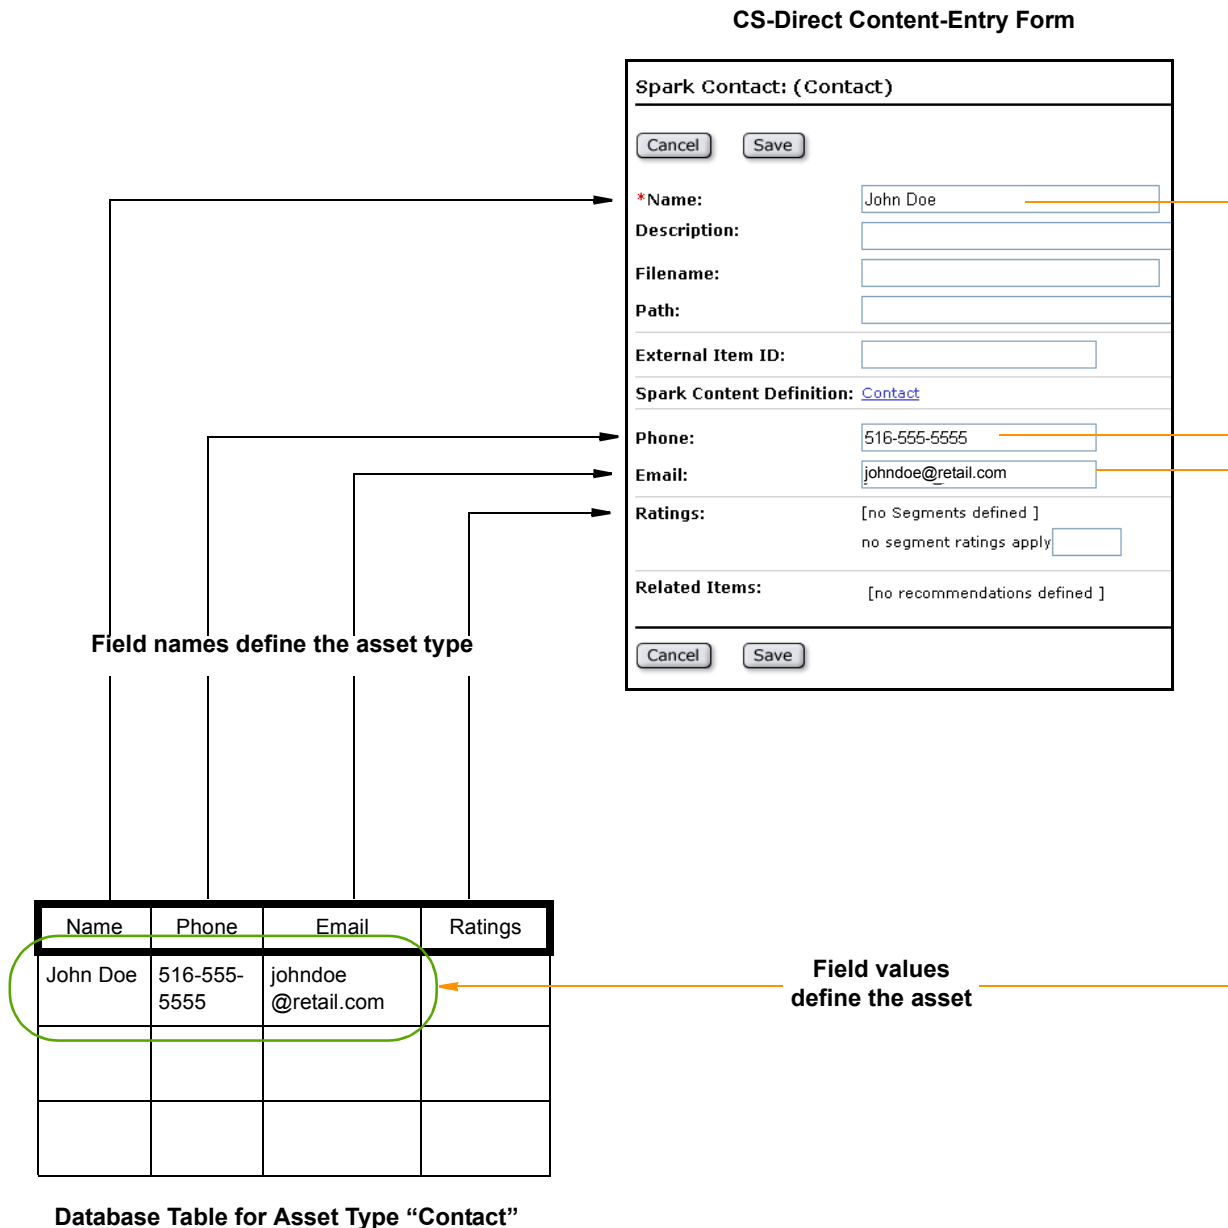 CS-Direct Content-Entry Form
Spark Contact: (Contact)
Cancel Save
*Name: John Doe
Description:
Filename:
Path:
External Item ID:
Spark Content Definition: Contact
Phone: 516-555-5555
Email: johndoe@retail.com
Ratings: [no Segments defined ]
no segment ratings apply
Related Items: [no recommendations defined ]
Cancel Save
Field names define the asset type
Name Phone Email Ratings
John Doe 516-555- johndoe
5555 @retail.com
Field values
define the asset
Database Table for Asset Type “Contact”